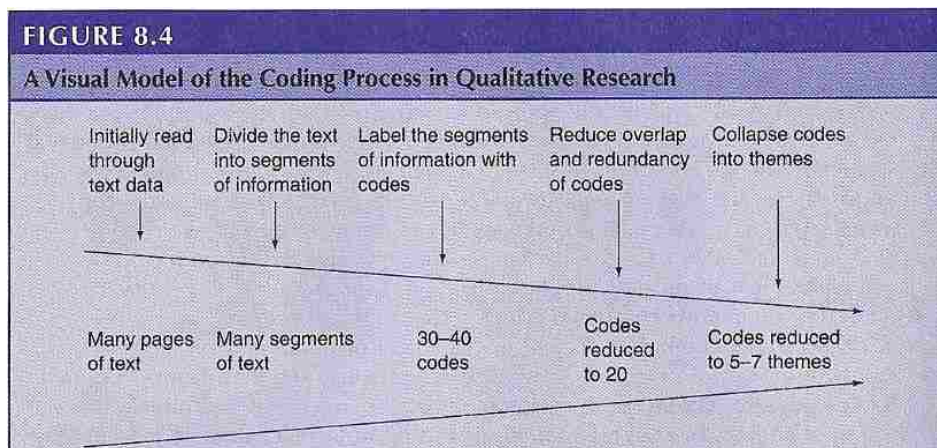 FIGURE 8.4
A Visual Model of the Coding Process in Qualitative Research
Initially read
through
text data
Divide the text
into segments
of information
Label the segments
of information with
codes
Reduce overlap
and redundancy
of codes
Collapse codes
into themes
Many pages
of text
Many segments
of text
30–40
codes
Codes
reduced
to 20
Codes reduced
to 5–7 themes